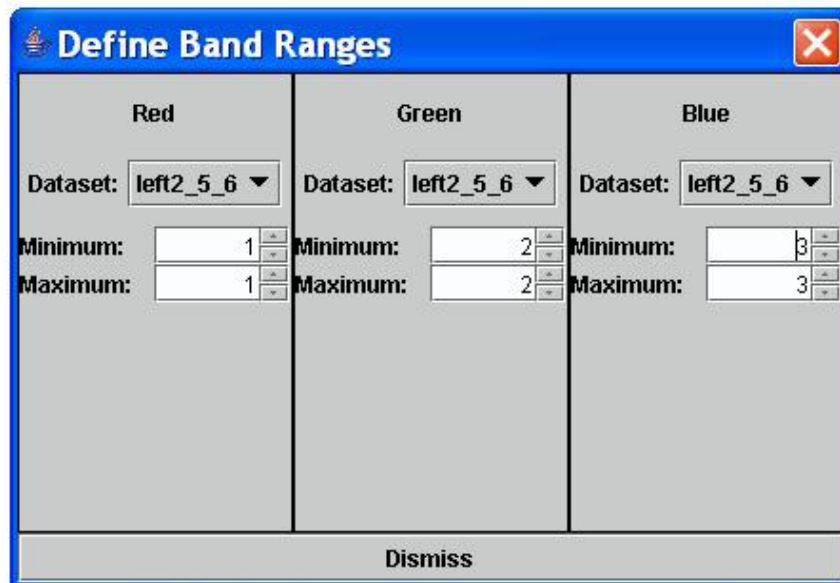 Define Band Ranges
Red Green Blue
Dataset: left2_5_6 Dataset: left2_5_6 Dataset: left2_5_6
Minimum: 1 Minimum: 2 Minimum: 3
Maximum: 1 Maximum: 2 Maximum: 3
Dismiss